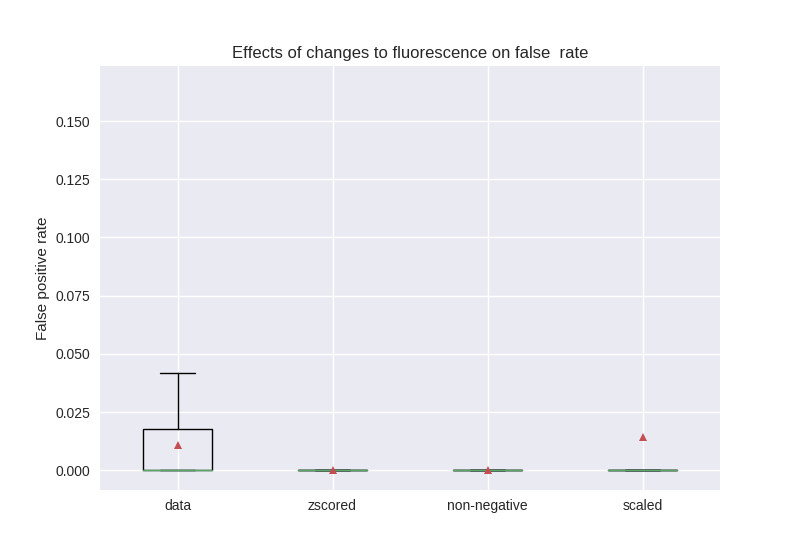 Effects of changes to fluorescence on false  rate
False positive rate
0.150
0.125
0.100
0.075
0.050
0.025
0.000
data
zscored
non-negative
scaled